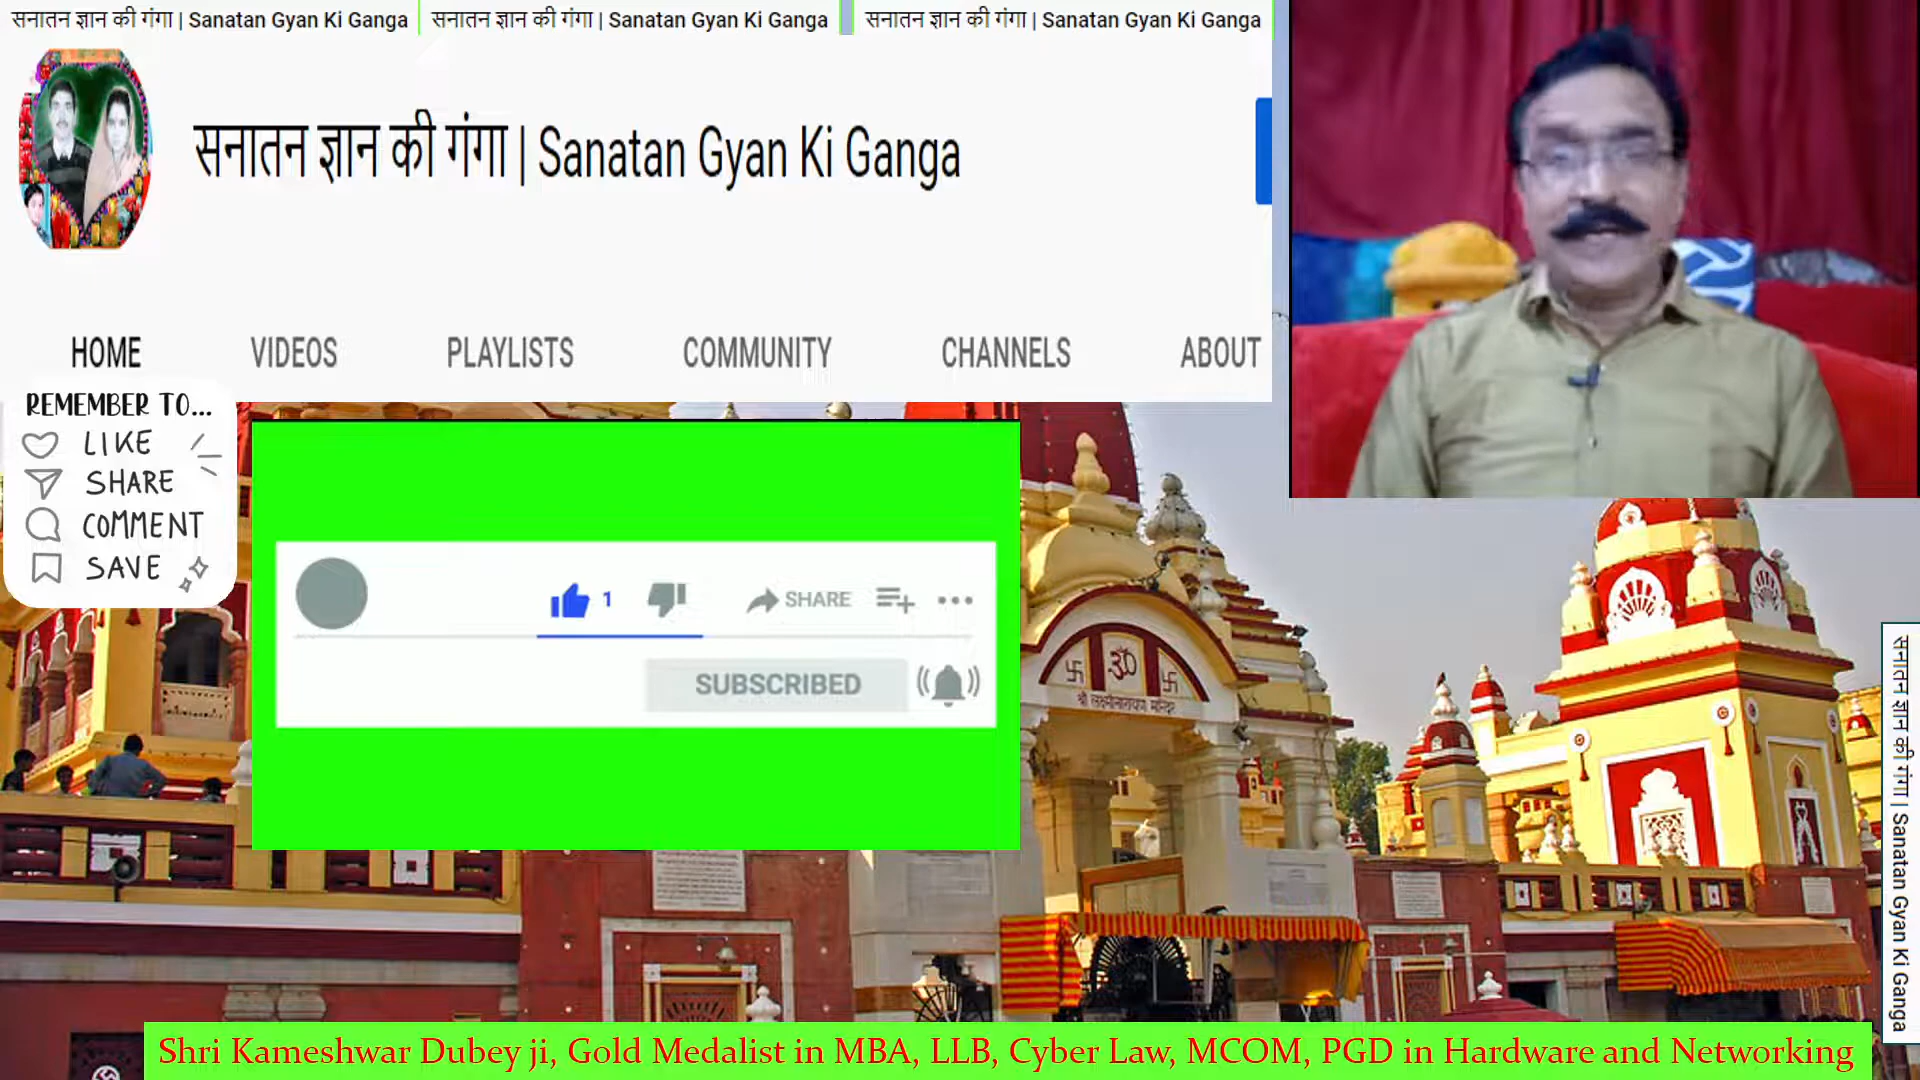 सनातन ज्ञान की गंगा | Sanatan Gyan Ki Ganga
सनातन ज्ञान की गंगा | Sanatan Gyan Ki Ganga
सनातन ज्ञान की गंगा | Sanatan Gyan Ki Ganga
सनातन ज्ञान की गंगा | Sanatan Gyan Ki Ganga
HOME VIDEOS PLAYLISTS COMMUNITY CHANNELS ABOUT
REMEMBER TO...
LIKE
SHARE
COMMENT
SAVE
1 SHARE
SUBSCRIBED
ॐ
श्री लक्ष्मीनारायण मन्दिर
सनातन ज्ञान की गंगा | Sanatan Gyan Ki Ganga
Shri Kameshwar Dubey ji, Gold Medalist in MBA, LLB, Cyber Law, MCOM, PGD in Hardware and Networking